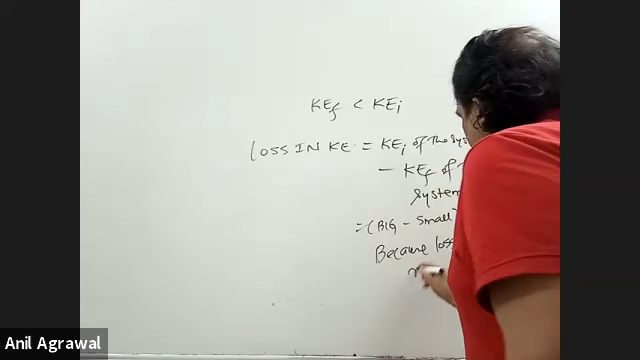 KEf < KEi
LOSS IN KE = KEi of the Sys
- KEf of
System
= (BIG - Small)
Because loss
Anil Agrawal